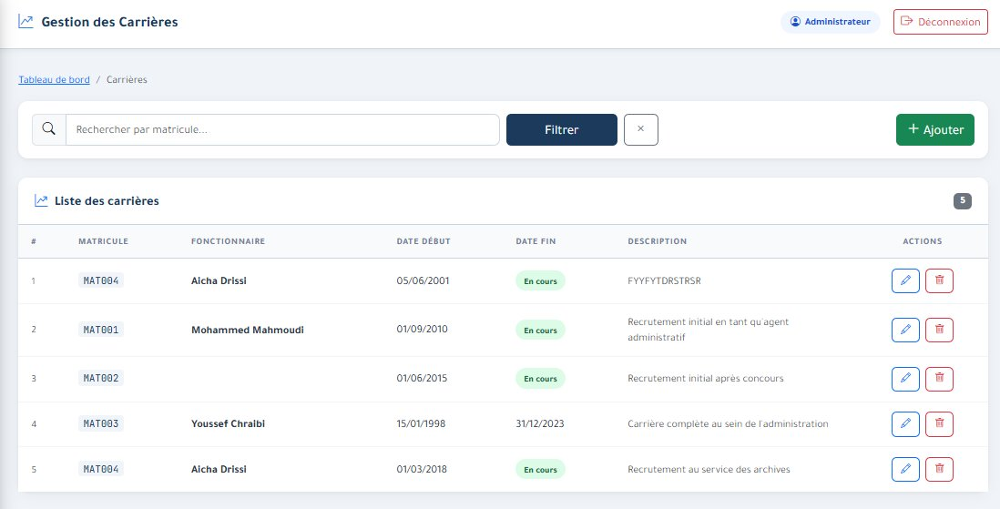 Gestion des Carrières
Administrateur
Déconnexion
Tableau de bord / Carrières
Rechercher par matricule...
Filtrer
×
+ Ajouter
Liste des carrières
5
# MATRICULE FONCTIONNAIRE DATE DÉBUT DATE FIN DESCRIPTION ACTIONS
1 MAT004 Aicha Drissi 05/06/2001 En cours FYYFYTDRSTRSR
2 MAT001 Mohammed Mahmoudi 01/09/2010 En cours Recrutement initial en tant qu'agent
administratif
3 MAT002 01/06/2015 En cours Recrutement initial après concours
4 MAT003 Youssef Chraibi 15/01/1998 31/12/2023 Carrière complète au sein de l'administration
5 MAT004 Aicha Drissi 01/03/2018 En cours Recrutement au service des archives